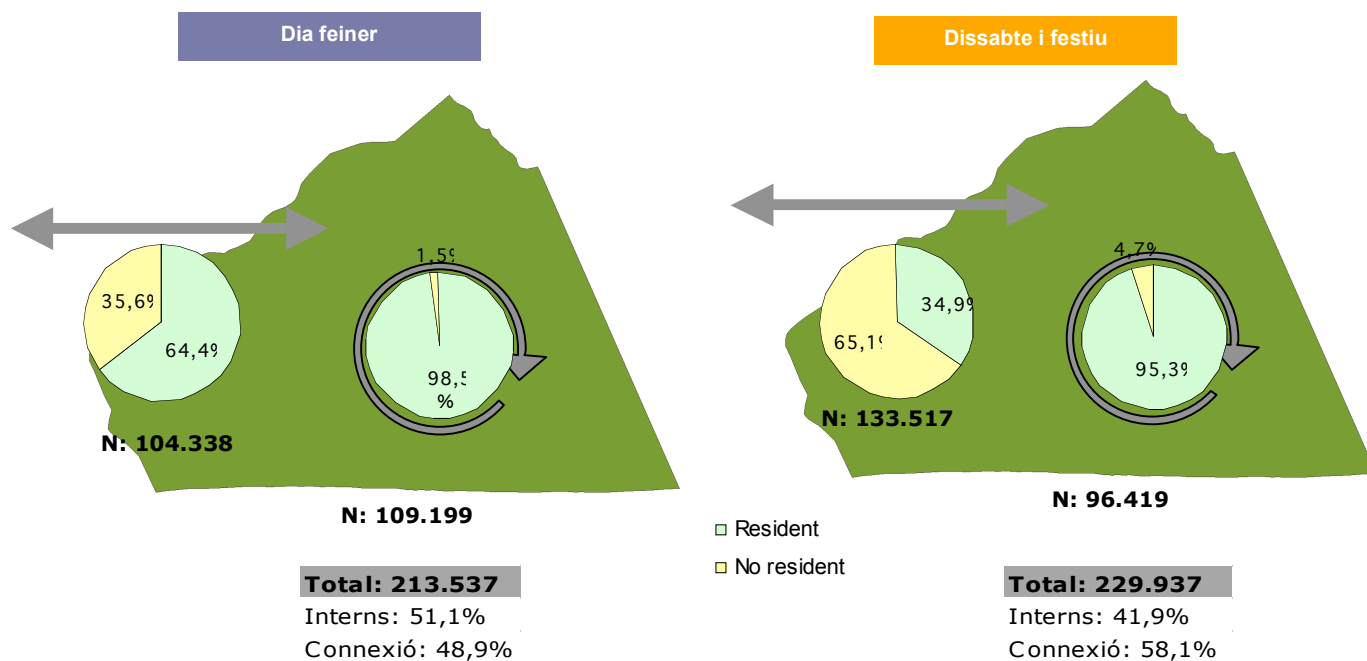 Dia feiner
35,6%
64,4%
1,5%
98,5
%
N: 104.338
N: 109.199
Total: 213.537
Interns: 51,1%
Connexió: 48,9%
Resident
No resident
Dissabte i festiu
34,9%
65,1%
4,7%
95,3%
N: 133.517
N: 96.419
Total: 229.937
Interns: 41,9%
Connexió: 58,1%